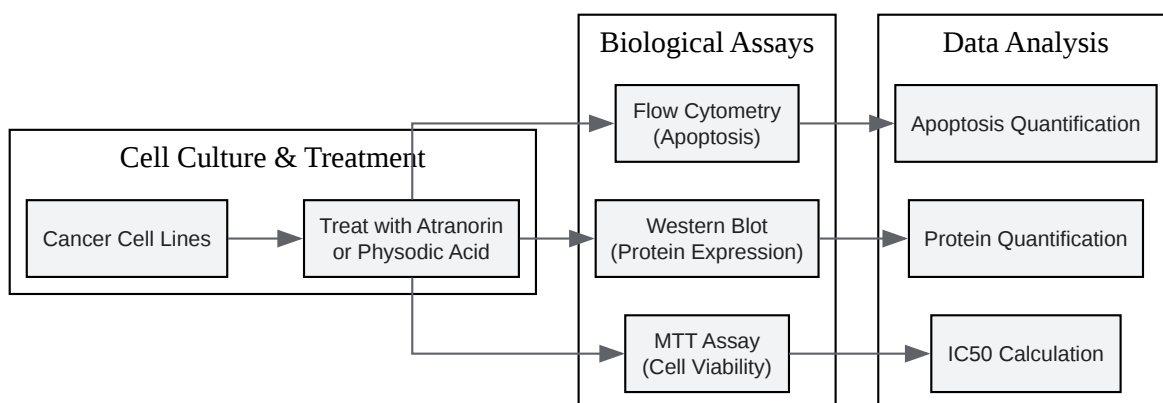 Biological Assays
Data Analysis
Flow Cytometry
(Apoptosis)
Apoptosis Quantification
Cell Culture & Treatment
Cancer Cell Lines
Treat with Atranorin
or Physodic Acid
Western Blot
(Protein Expression)
Protein Quantification
MTT Assay
(Cell Viability)
IC50 Calculation